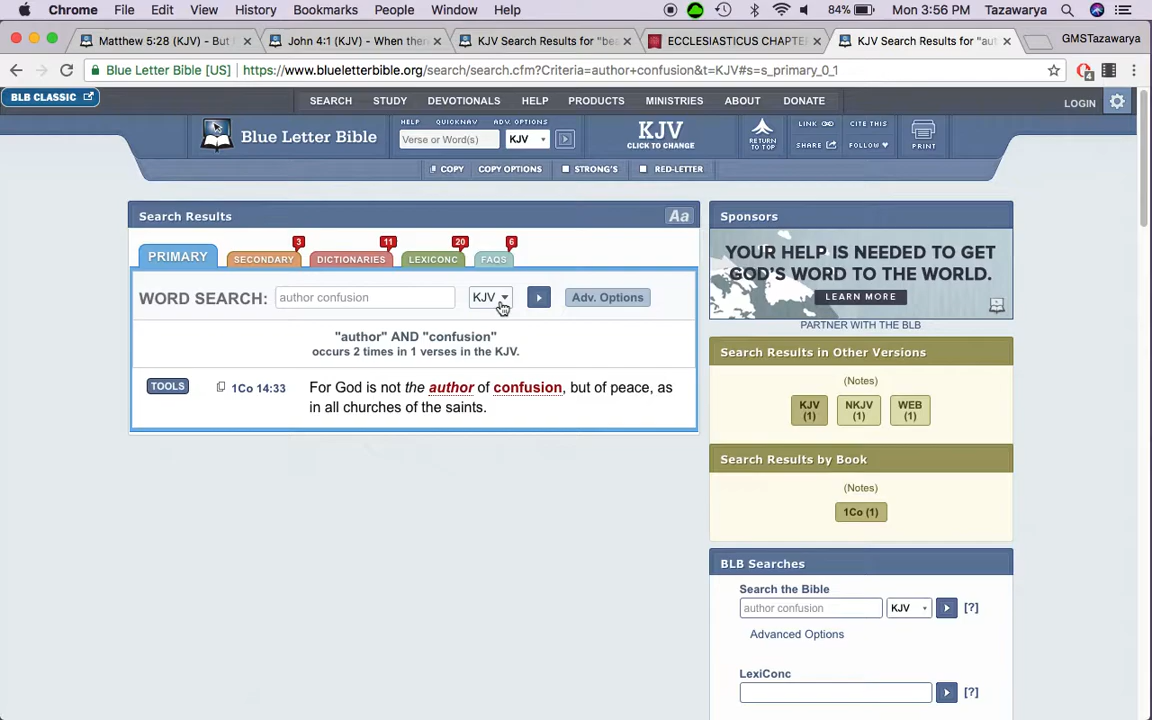 Chrome File Edit View History Bookmarks People Window Help 84% Mon 3:56 PM Tazawarya
Matthew 5:28 (KJV) - But I
John 4:1 (KJV) - When then
KJV Search Results for "bea
ECCLESIASTICUS CHAPTE
KJV Search Results for "aut
GMSTazawarya
Blue Letter Bible [US] https://www.blueletterbible.org/search/search.cfm?Criteria=author+confusion&t=KJV#s=s_primary_0_1
4
BLB CLASSIC
SEARCH STUDY DEVOTIONALS HELP PRODUCTS MINISTRIES ABOUT DONATE LOGIN
Blue Letter Bible
HELP QUICKNAV ADV. OPTIONS
Verse or Word(s) KJV
KJV
CLICK TO CHANGE
RETURN
TO TOP
LINK CITE THIS
SHARE FOLLOW
PRINT
COPY COPY OPTIONS STRONG'S RED-LETTER
Search Results Aa
PRIMARY SECONDARY 3 DICTIONARIES 11 LEXICONC 20 FAQS 6
WORD SEARCH: author confusion KJV Adv. Options
"author" AND "confusion"
occurs 2 times in 1 verses in the KJV.
TOOLS 1Co 14:33 For God is not the author of confusion, but of peace, as
in all churches of the saints.
Sponsors
YOUR HELP IS NEEDED TO GET
GOD'S WORD TO THE WORLD.
LEARN MORE
PARTNER WITH THE BLB
Search Results in Other Versions
(Notes)
KJV NKJV WEB
(1) (1) (1)
Search Results by Book
(Notes)
1Co (1)
BLB Searches
Search the Bible
author confusion KJV [?]
Advanced Options
LexiConc
[?]